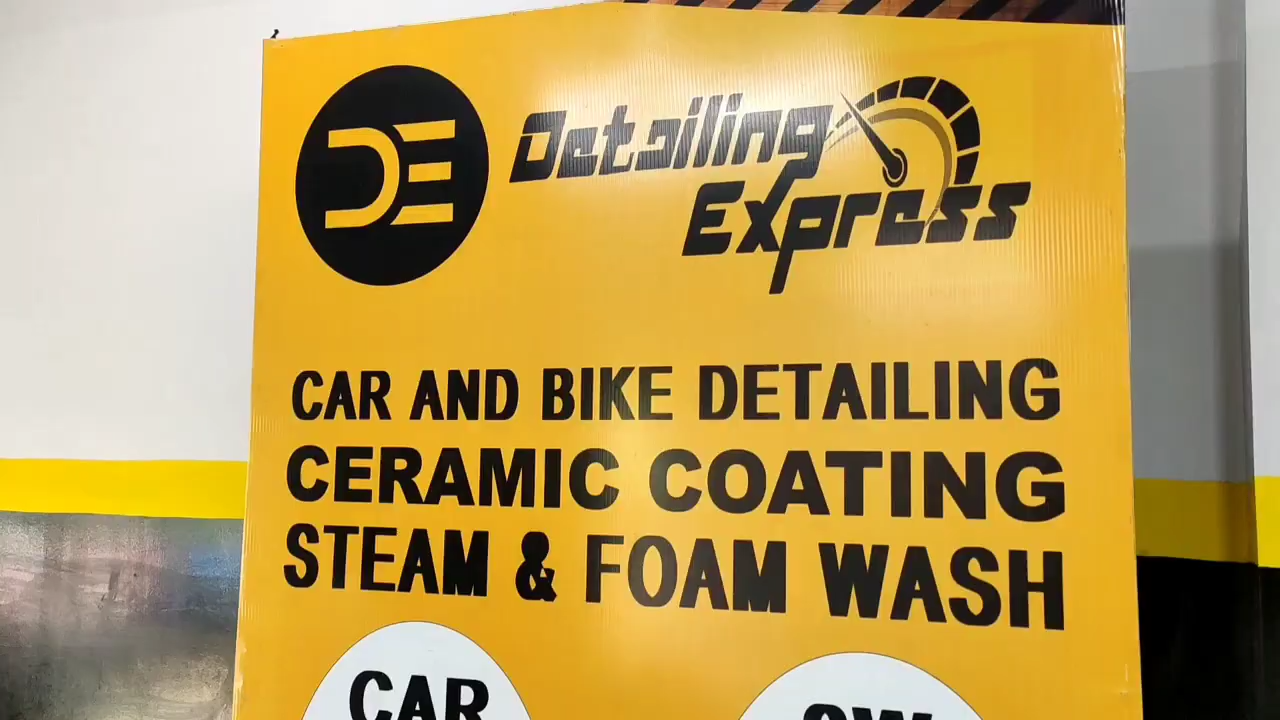 DE
Detailing
Express
CAR AND BIKE DETAILING
CERAMIC COATING
STEAM & FOAM WASH
CAR